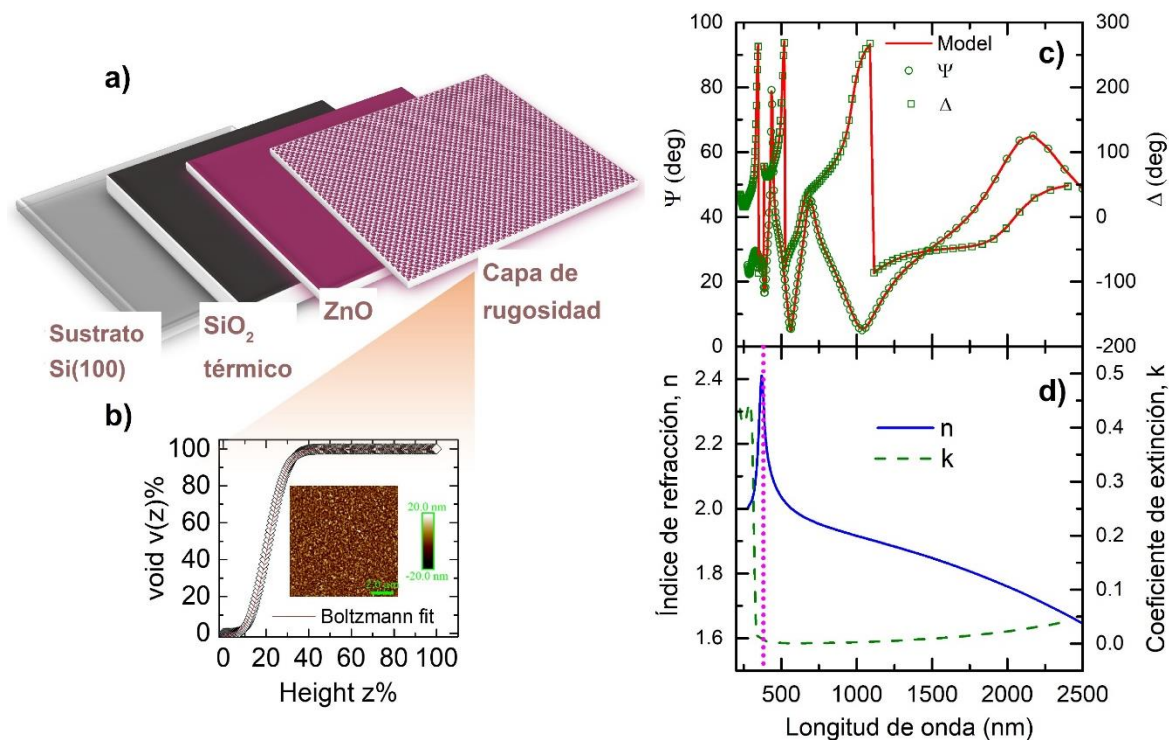 a)
Sustrato
Si(100)
SiO₂
térmico
ZnO
Capa de
rugosidad
b)
void v(z)%
100
80
60
40
20
0
20.0 nm
-20.0 nm
Boltzmann fit
0 20 40 60 80 100
Height z%
c)
Ψ (deg)
100
80
60
40
20
0
Model
Ψ
Δ
300
200
100
0
-100
-200
Δ (deg)
d)
Índice de refracción, n
2.4
2.2
2.0
1.8
1.6
n
k
0.5
0.4
0.3
0.2
0.1
0.0
Coeficiente de extinción, k
500 1000 1500 2000 2500
Longitud de onda (nm)